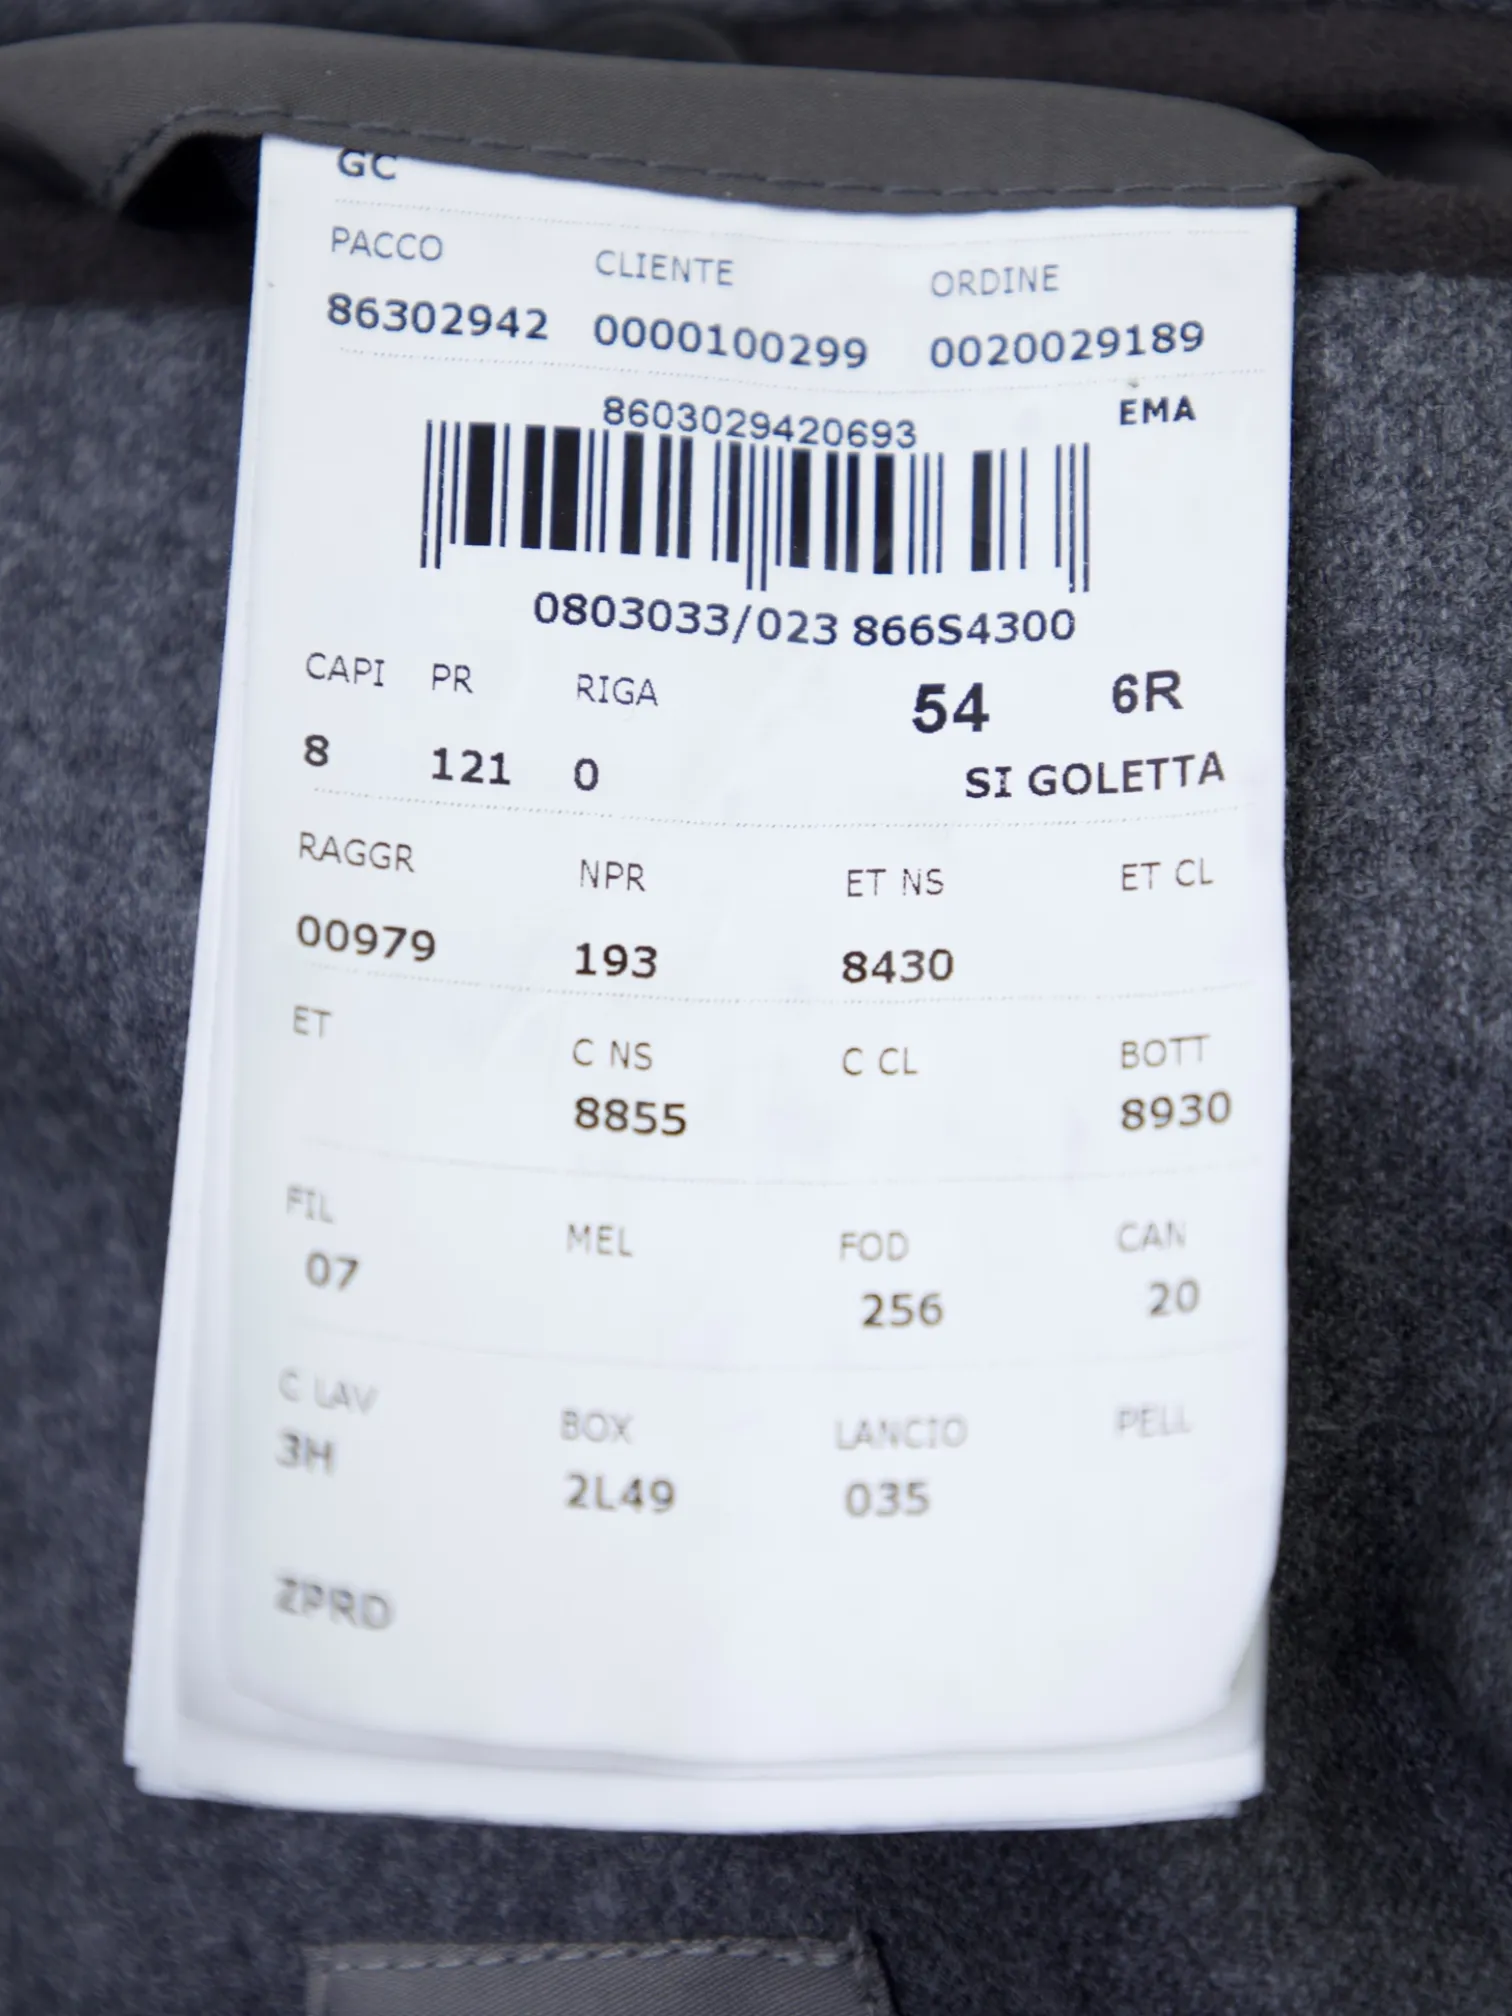 GC
PACCO CLIENTE ORDINE
86302942 0000100299 0020029189
8603029420693 EMA
0803033/023 866S4300
CAPI PR RIGA 54 6R
8 121 0 SI GOLETTA
RAGGR NPR ET NS ET CL
00979 193 8430
ET C NS C CL BOTT
8855 8930
FIL MEL FOD CAN
07 256 20
C LAV BOX LANCIO PELL
3H 2L49 035
ZPRD